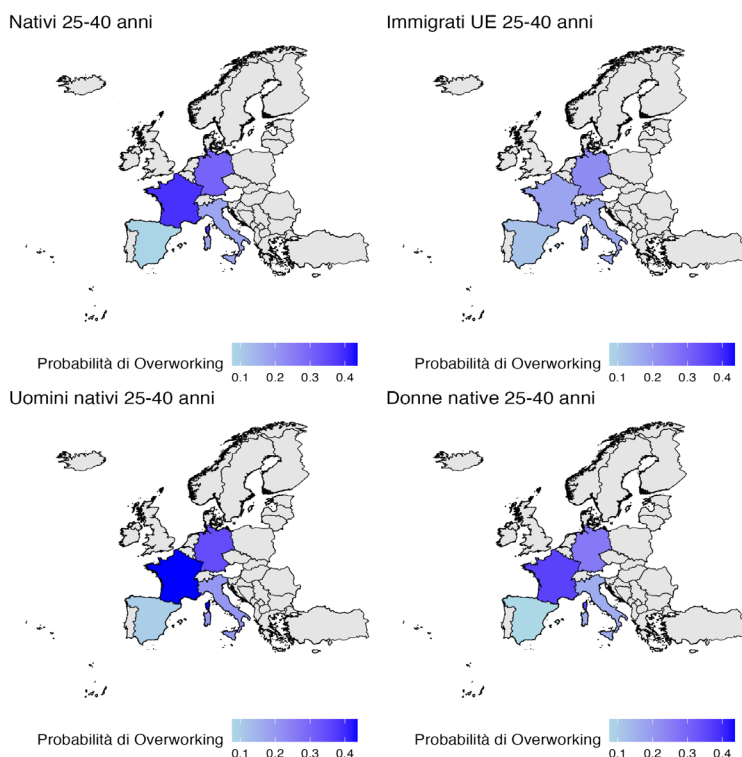 Nativi 25-40 anni
Immigrati UE 25-40 anni
Probabilità di Overworking
0.1 0.2 0.3 0.4
Probabilità di Overworking
0.1 0.2 0.3 0.4
Uomini nativi 25-40 anni
Donne native 25-40 anni
Probabilità di Overworking
0.1 0.2 0.3 0.4
Probabilità di Overworking
0.1 0.2 0.3 0.4